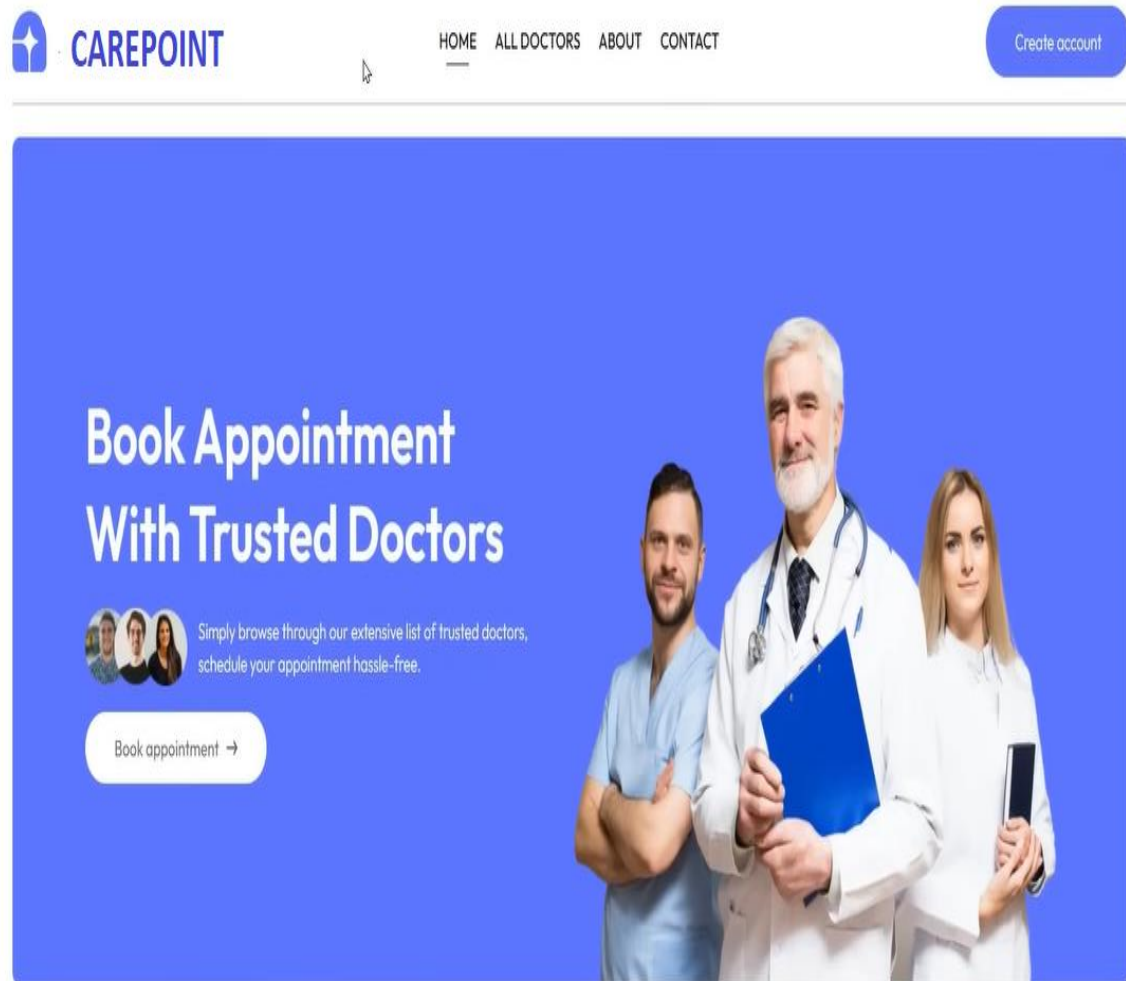 CAREPOINT
HOME ALL DOCTORS ABOUT CONTACT
Create account
Book Appointment
With Trusted Doctors
Simply browse through our extensive list of trusted doctors,
schedule your appointment hassle-free.
Book appointment →